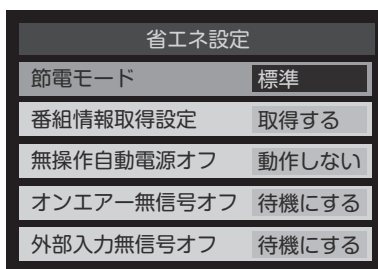 省エネ設定
節電モード 標準
番組情報取得設定 取得する
無操作自動電源オフ 動作しない
オンエアー無信号オフ 待機にする
外部入力無信号オフ 待機にする